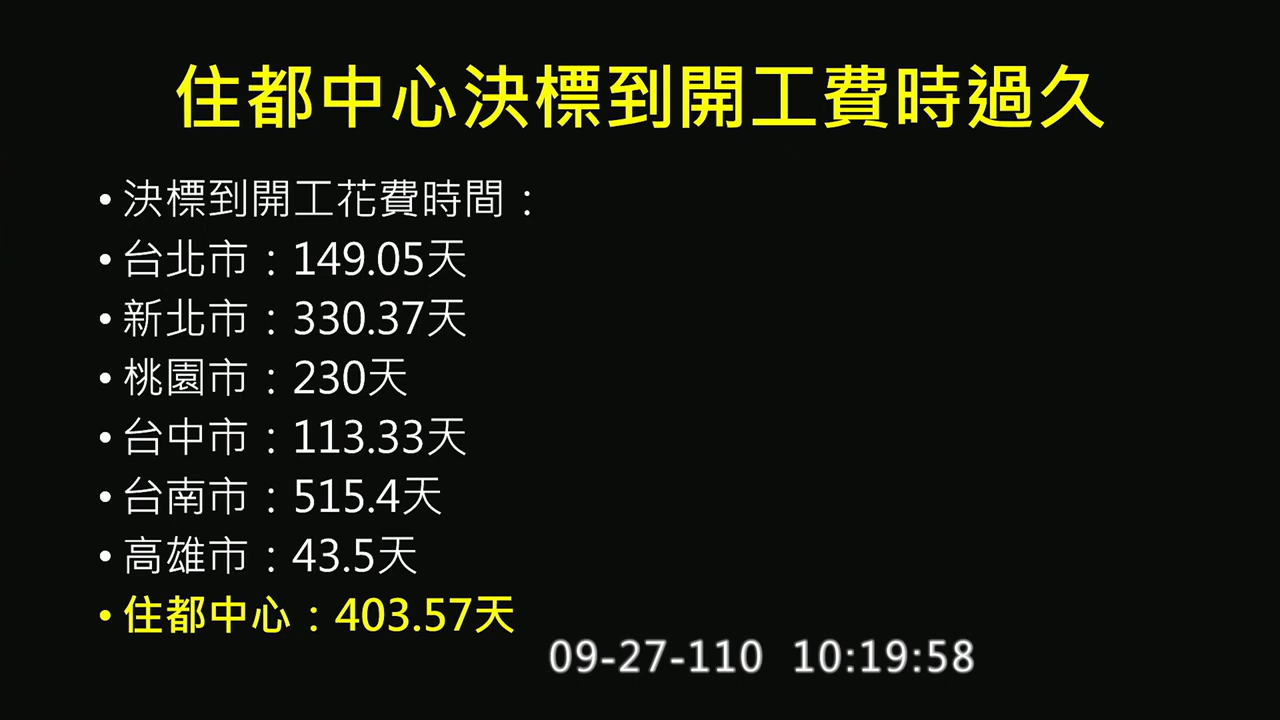 住都中心決標到開工費時過久
• 決標到開工花費時間：
• 台北市：149.05天
• 新北市：330.37天
• 桃園市：230天
• 台中市：113.33天
• 台南市：515.4天
• 高雄市：43.5天
• 住都中心：403.57天
09-27-110 10:19:58